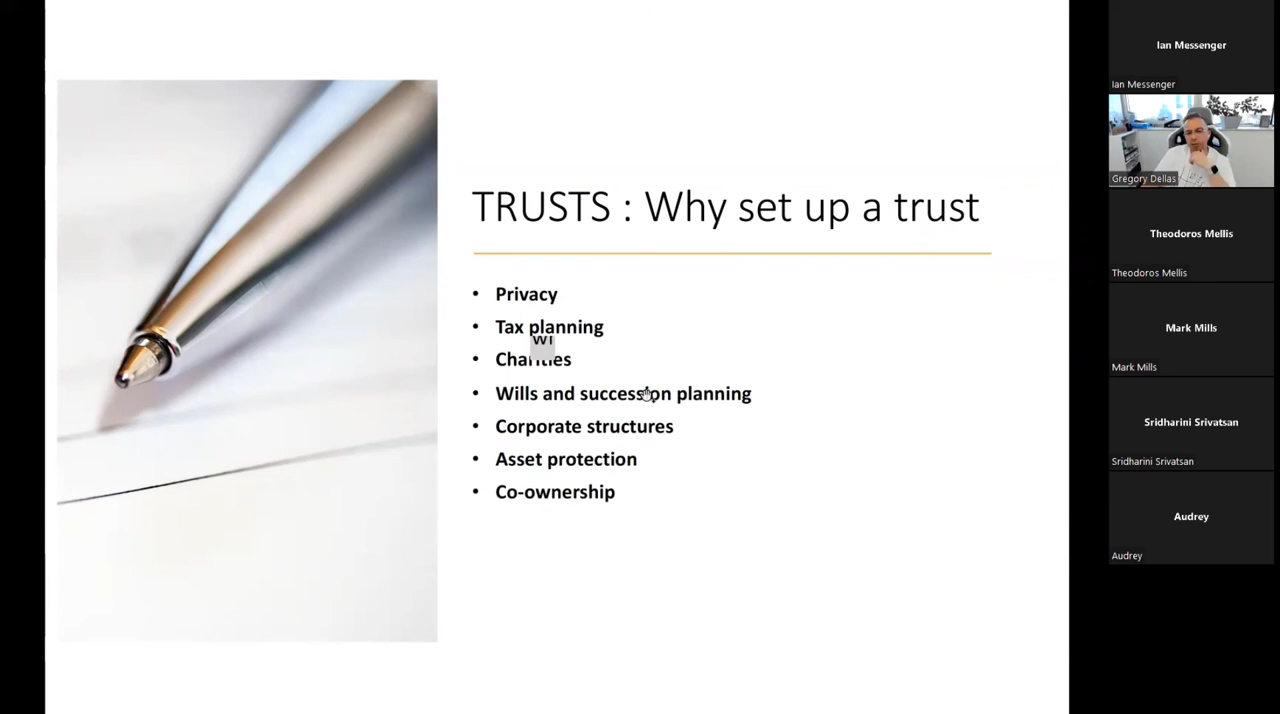 TRUSTS : Why set up a trust
• Privacy
• Tax planning
• Charities
• Wills and succession planning
• Corporate structures
• Asset protection
• Co-ownership
Ian Messenger
Ian Messenger
Gregory Dellas
Theodoros Mellis
Theodoros Mellis
Mark Mills
Mark Mills
Sridharini Srivatsan
Sridharini Srivatsan
Audrey
Audrey